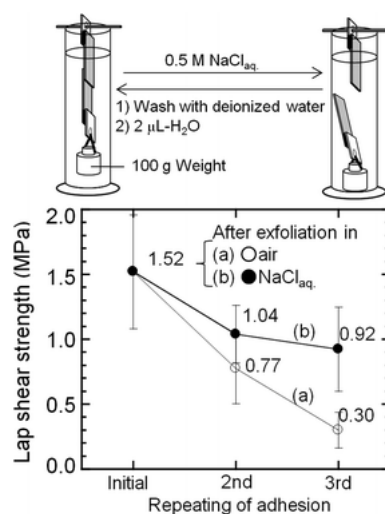 0.5 M NaClaq.
1) Wash with deionized water
2) 2 μL-H2O
100 g Weight
2.0
1.5
1.0
0.5
0.0
Lap shear strength (MPa)
After exfoliation in
(a) air
(b) NaClaq.
1.52
1.04
0.77
(b)
0.92
(a)
0.30
Initial
2nd
3rd
Repeating of adhesion